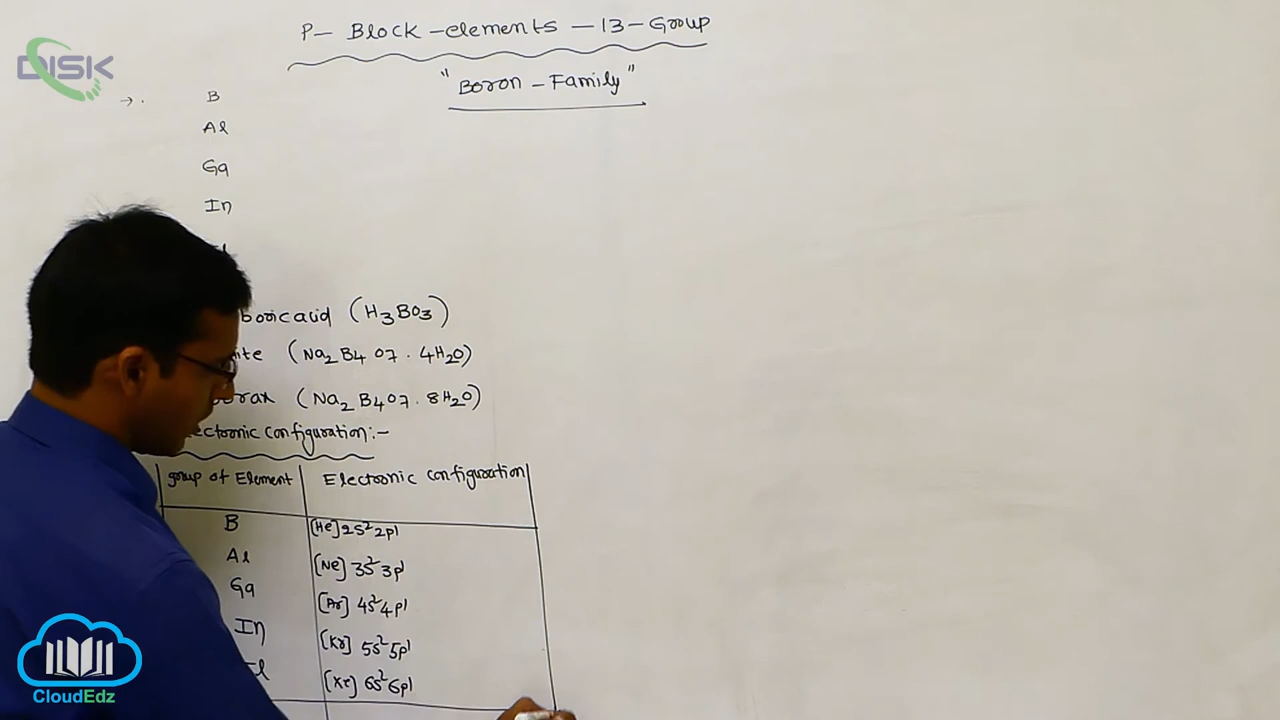 P- Block -elements - 13 - Group
DISK
"Boron - Family"
→ . B
Al
Ga
In
boric acid (H3BO3)
(Na2B4O7 . 4H2O)
(Na2B4O7 . 8H2O)
configuration:-
group of Element Electronic configuration
B [He] 2s² 2p¹
Al [Ne] 3s² 3p¹
Ga [Ar] 4s² 4p¹
In [Kr] 5s² 5p¹
[Xe] 6s² 6p¹
CloudEdz